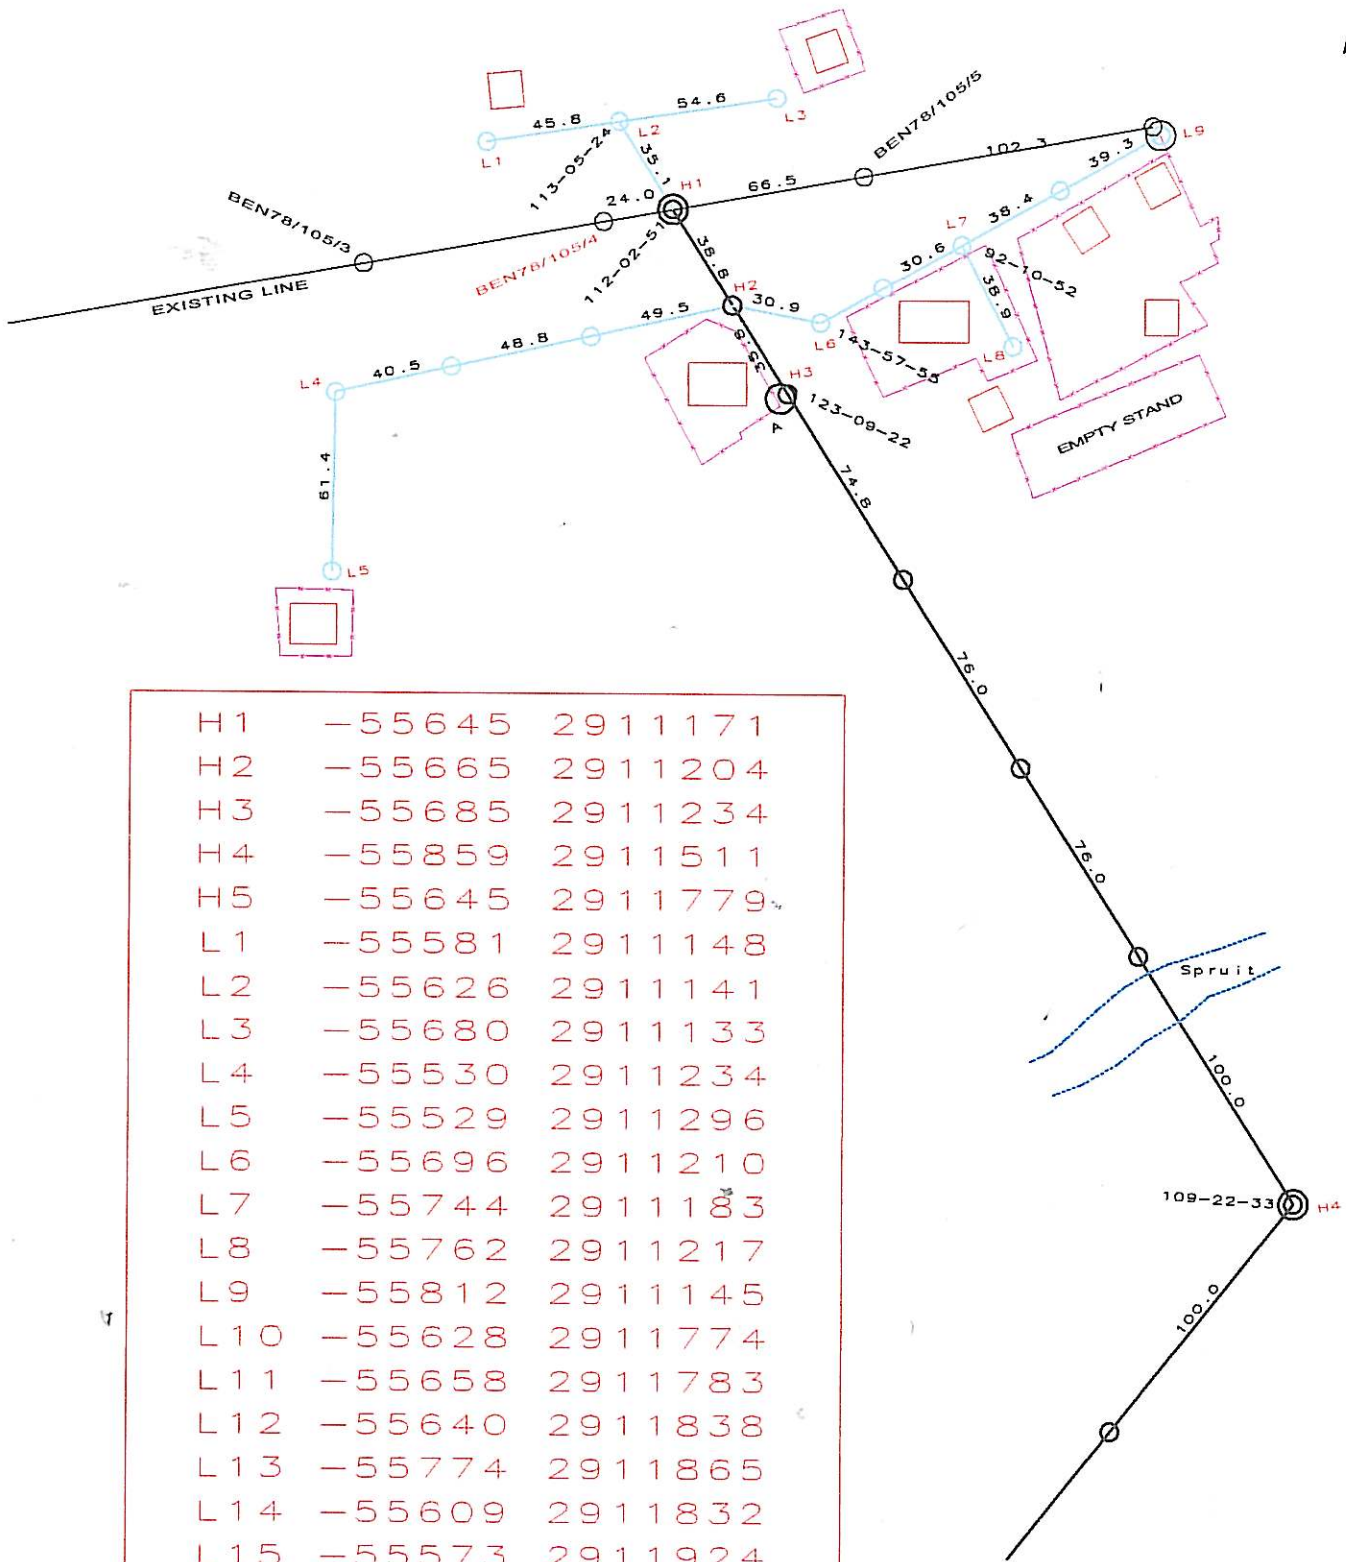 54.6
45.8
L2
L3
L1
113-05-24
35.1
BEN78/105/5
102.3
L9
39.3
H1
66.5
24.0
38.4
BEN78/105/3
BEN78/105/4
112-02-51
38.8
L7
92-10-52
30.6
38.9
EXISTING LINE
H2
30.9
49.5
L6
143-57-55
L8
48.8
40.5
L4
35.8
H3
123-09-22
A
EMPTY STAND
74.8
61.4
L5
76.0
76.0
Spruit
100.0
109-22-33
H4
100.0
H1 -55645 2911171
H2 -55665 2911204
H3 -55685 2911234
H4 -55859 2911511
H5 -55645 2911779
L1 -55581 2911148
L2 -55626 2911141
L3 -55680 2911133
L4 -55530 2911234
L5 -55529 2911296
L6 -55696 2911210
L7 -55744 2911183
L8 -55762 2911217
L9 -55812 2911145
L10 -55628 2911774
L11 -55658 2911783
L12 -55640 2911838
L13 -55774 2911865
L14 -55609 2911832
L15 -55573 2911924